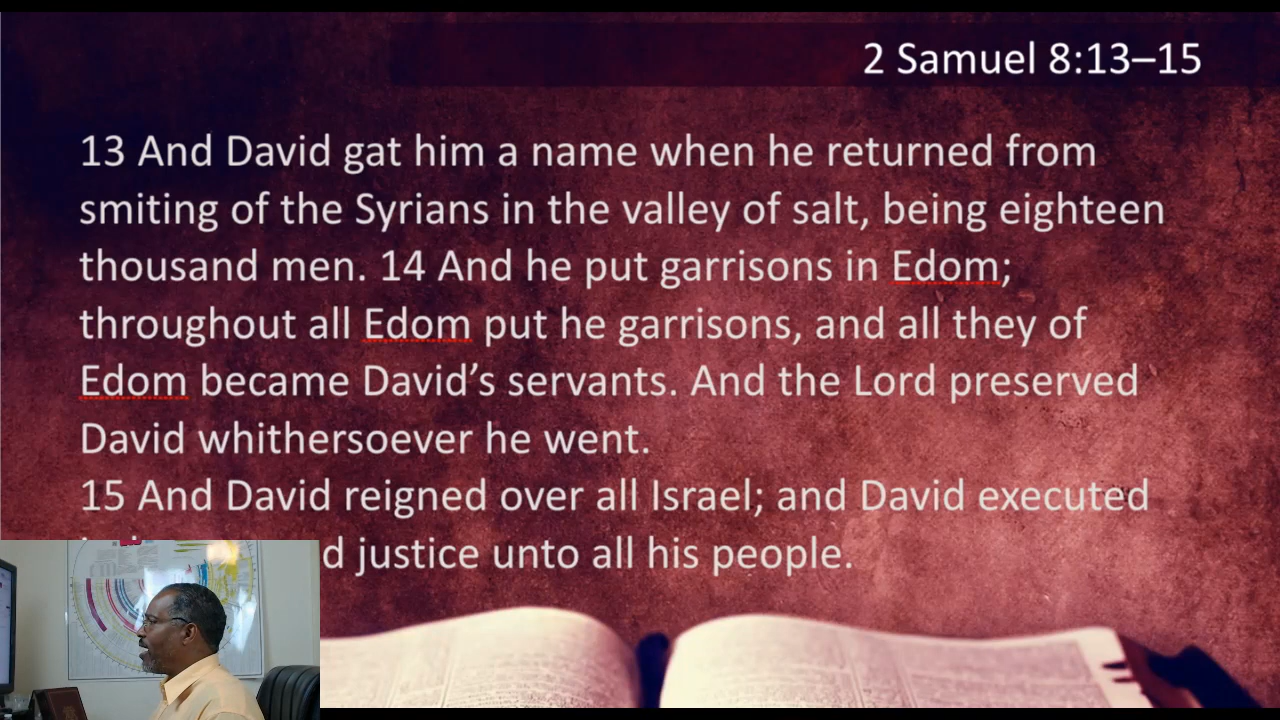 2 Samuel 8:13–15
13 And David gat him a name when he returned from
smiting of the Syrians in the valley of salt, being eighteen
thousand men. 14 And he put garrisons in Edom;
throughout all Edom put he garrisons, and all they of
Edom became David’s servants. And the Lord preserved
David whithersoever he went.
15 And David reigned over all Israel; and David executed
justice unto all his people.